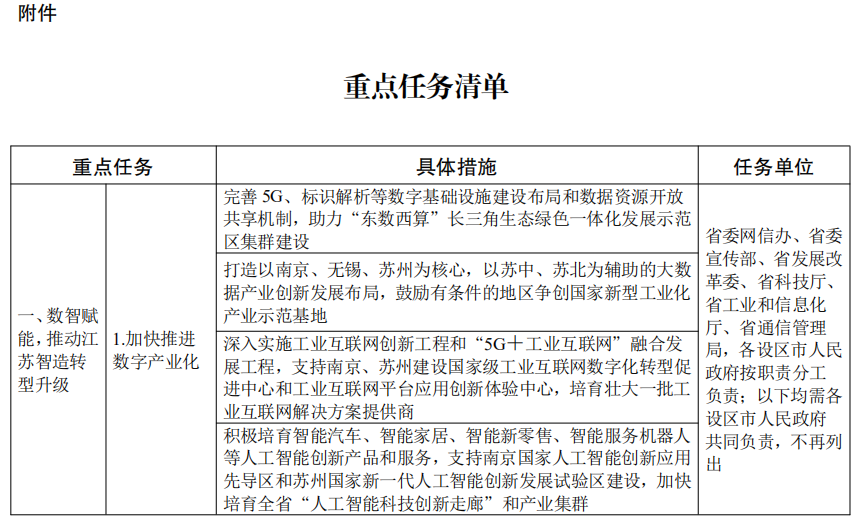 附件
重点任务清单
重点任务
具体措施
任务单位
一、数智赋
能，推动江
苏智造转
型升级
1.加快推进
数字产业化
完善 5G、标识解析等数字基础设施建设布局和数据资源开放
共享机制，助力“东数西算”长三角生态绿色一体化发展示范
区集群建设
打造以南京、无锡、苏州为核心，以苏中、苏北为辅助的大数
据产业创新发展布局，鼓励有条件的地区争创国家新型工业化
产业示范基地
深入实施工业互联网创新工程和“5G＋工业互联网”融合发
展工程，支持南京、苏州建设国家级工业互联网数字化转型促
进中心和工业互联网平台应用创新体验中心，培育壮大一批工
业互联网解决方案提供商
积极培育智能汽车、智能家居、智能新零售、智能服务机器人
等人工智能创新产品和服务，支持南京国家人工智能创新应用
先导区和苏州国家新一代人工智能创新发展试验区建设，加快
培育全省“人工智能科技创新走廊”和产业集群
省委网信办、省委
宣传部、省发展改
革委、省科技厅、
省工业和信息化
厅、省通信管理
局，各设区市人民
政府按职责分工
负责；以下均需各
设区市人民政府
共同负责，不再列
出